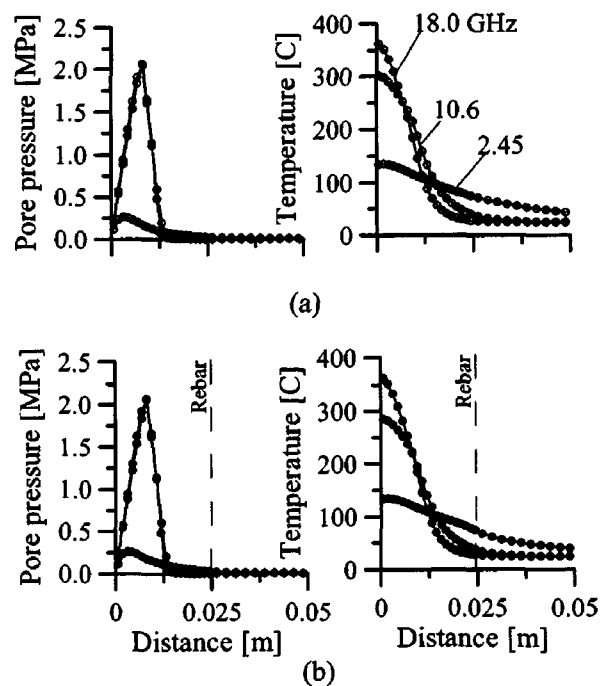 Pore pressure [MPa]
2.5
2.0
1.5
1.0
0.5
0.0
Temperature [C]
400
300
200
100
0
18.0 GHz
10.6
2.45
(a)
Pore pressure [MPa]
2.5
2.0
1.5
1.0
0.5
0.0
Rebar
0
0.025
0.05
Distance [m]
Temperature [C]
400
300
200
100
0
Rebar
0
0.025
0.05
Distance [m]
(b)